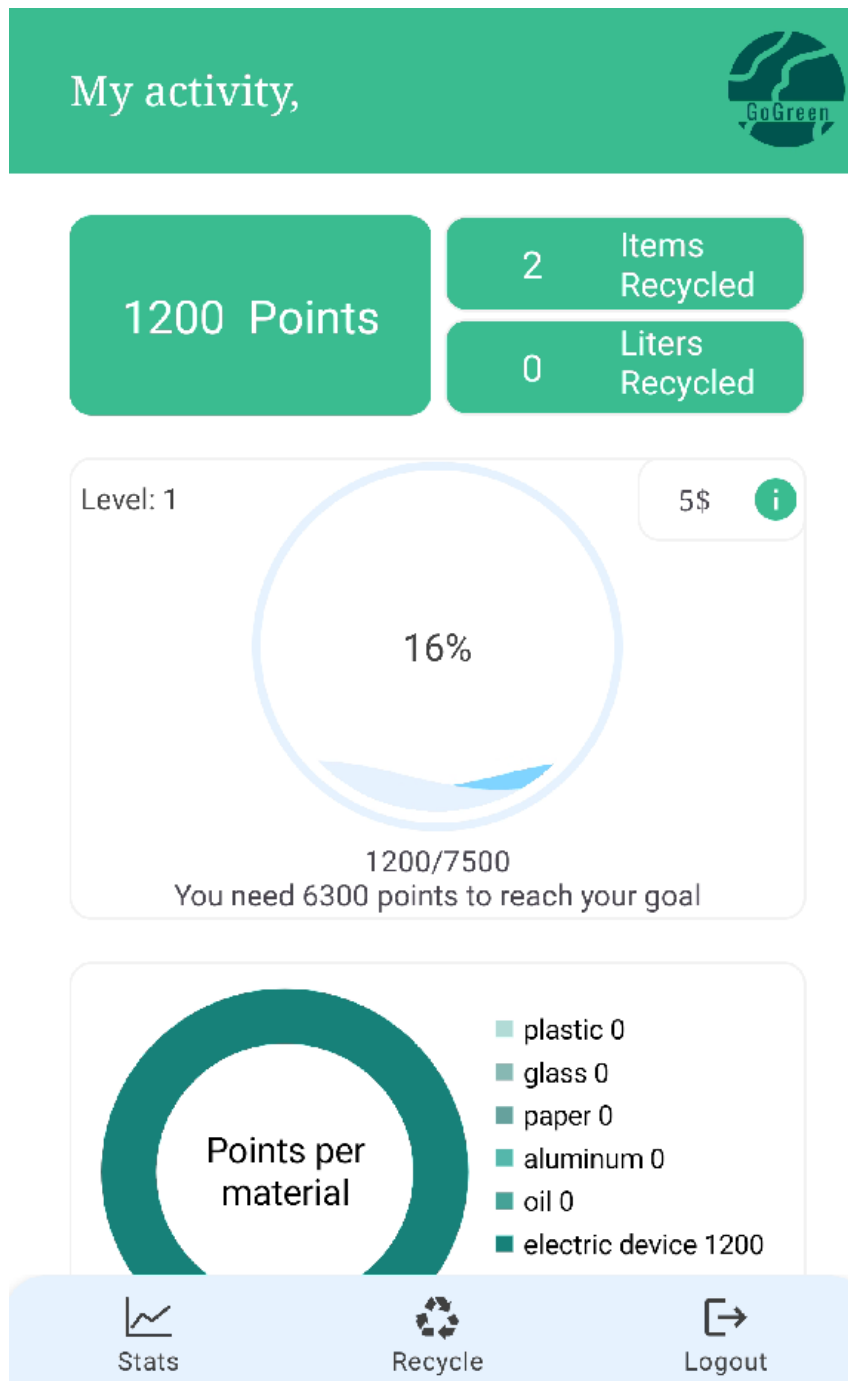 My activity,
GoGreen
1200 Points
2
Items
Recycled
0
Liters
Recycled
Level: 1
5$
i
16%
1200/7500
You need 6300 points to reach your goal
Points per
material
plastic 0
glass 0
paper 0
aluminum 0
oil 0
electric device 1200
Stats
Recycle
Logout